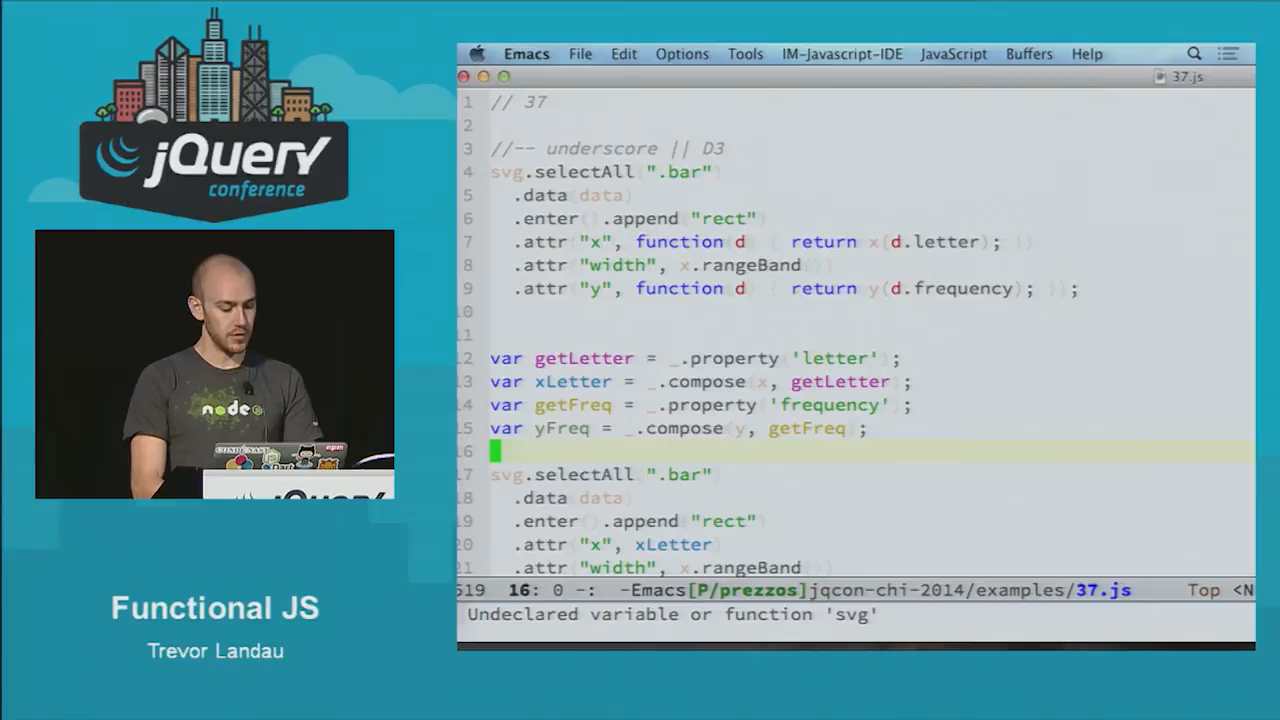 jQuery
conference
Functional JS
Trevor Landau
node
Emacs File Edit Options Tools IM-Javascript-IDE JavaScript Buffers Help
37.js
1 // 37
2
3 //-- underscore || D3
4 svg.selectAll(".bar")
5 .data(data)
6 .enter().append("rect")
7 .attr("x", function(d) { return x(d.letter); })
8 .attr("width", x.rangeBand())
9 .attr("y", function(d) { return y(d.frequency); });
10
11
12 var getLetter = _.property('letter');
13 var xLetter = _.compose(x, getLetter);
14 var getFreq = _.property('frequency');
15 var yFreq = _.compose(y, getFreq);
16
17 svg.selectAll(".bar")
18 .data(data)
19 .enter().append("rect")
20 .attr("x", xLetter)
.attr("width", x.rangeBand())
519 16: 0 -: -Emacs[P/prezzos]jqcon-chi-2014/examples/37.js Top <N
Undeclared variable or function 'svg'